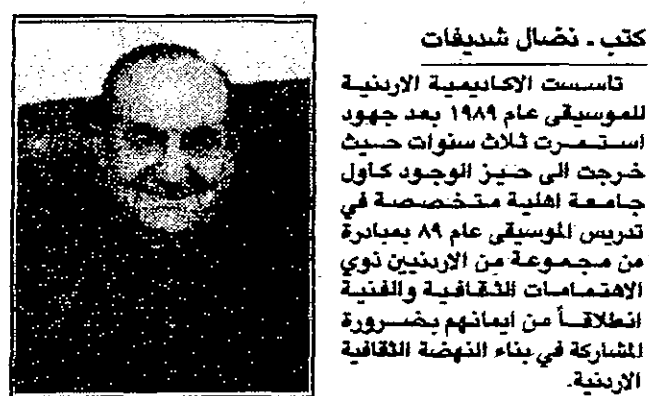 كتب ـ نضال شديفات
تاسست الاكاديمية الاردنية
للموسيقى عام ١٩٨٩ بعد جهود
استمرت ثلاث سنوات حيث
خرجت الى حيز الوجود كاول
جامعة اهلية متخصصة في
تدريس الموسيقى عام ٨٩ بمبادرة
من مجموعة من الاردنيين ذوي
الاهتمامات الثقافية والفنية
انطلاقاً من ايمانهم بضرورة
المشاركة في بناء النهضة الثقافية
الاردنية.